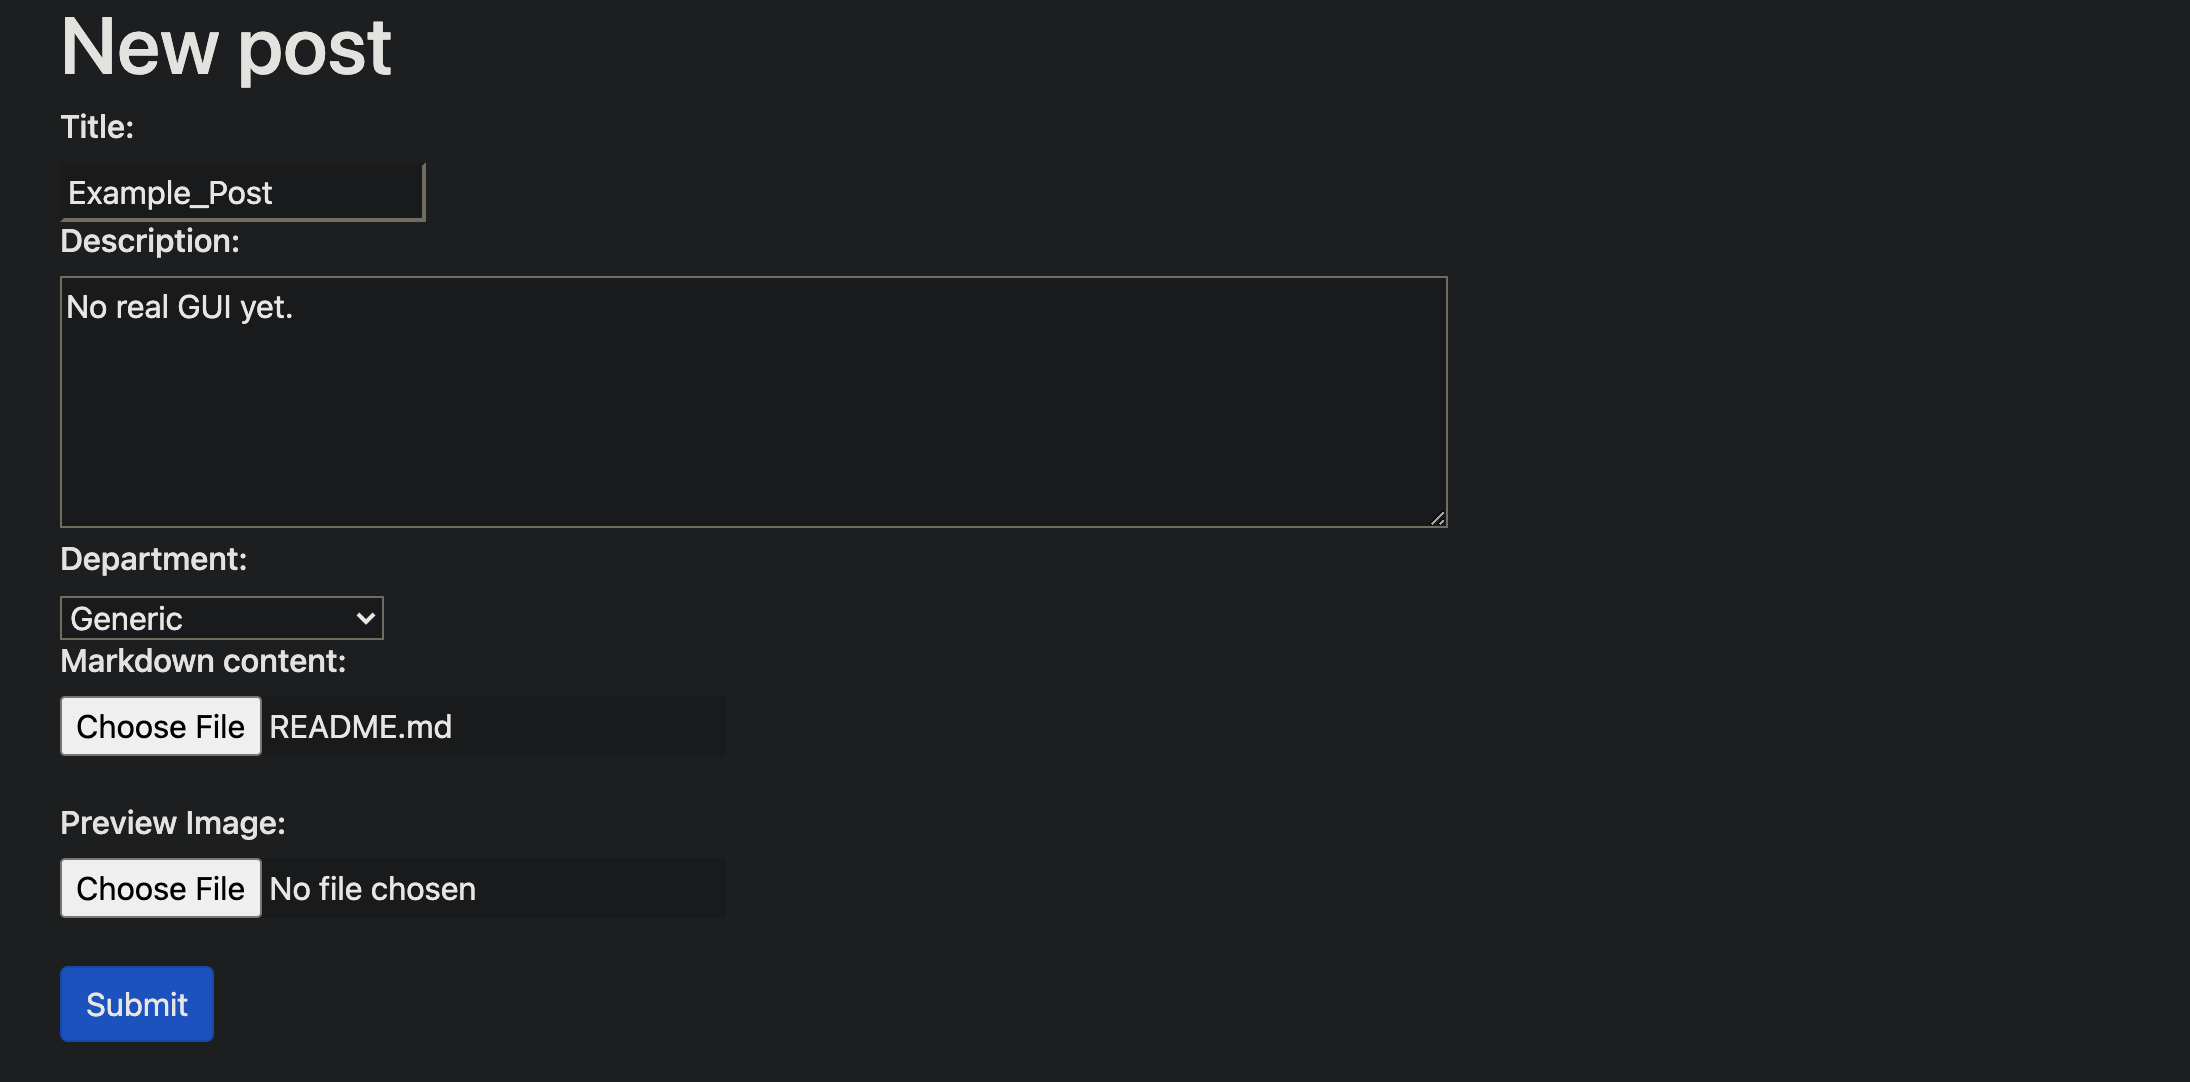 New post
Title:
Example_Post
Description:
No real GUI yet.
Department:
Generic
Markdown content:
Choose File README.md
Preview Image:
Choose File No file chosen
Submit